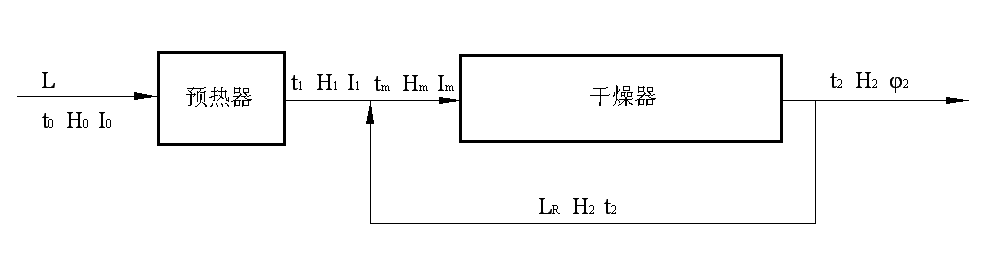 L
t0 H0 I0
预热器
t1 H1 I1
tm Hm Im
干燥器
t2 H2 φ2
LR H2 t2